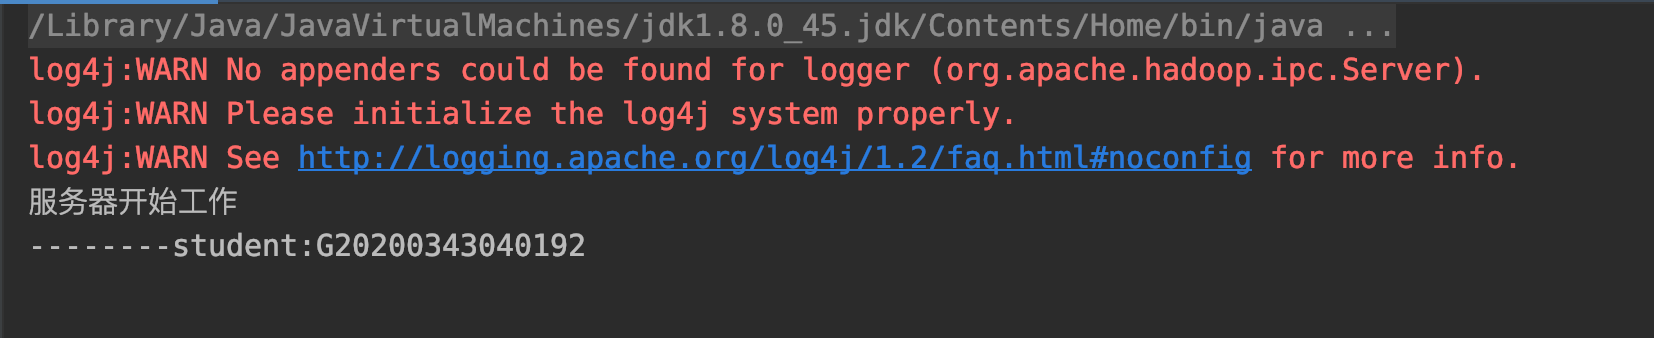 /Library/Java/JavaVirtualMachines/jdk1.8.0_45.jdk/Contents/Home/bin/java ...
log4j:WARN No appenders could be found for logger (org.apache.hadoop.ipc.Server).
log4j:WARN Please initialize the log4j system properly.
log4j:WARN See http://logging.apache.org/log4j/1.2/faq.html#noconfig for more info.
服务器开始工作
--------student:G20200343040192